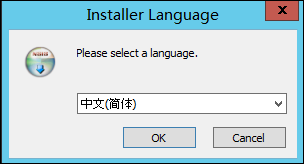 Installer Language
Please select a language.
中文(简体)
OK
Cancel